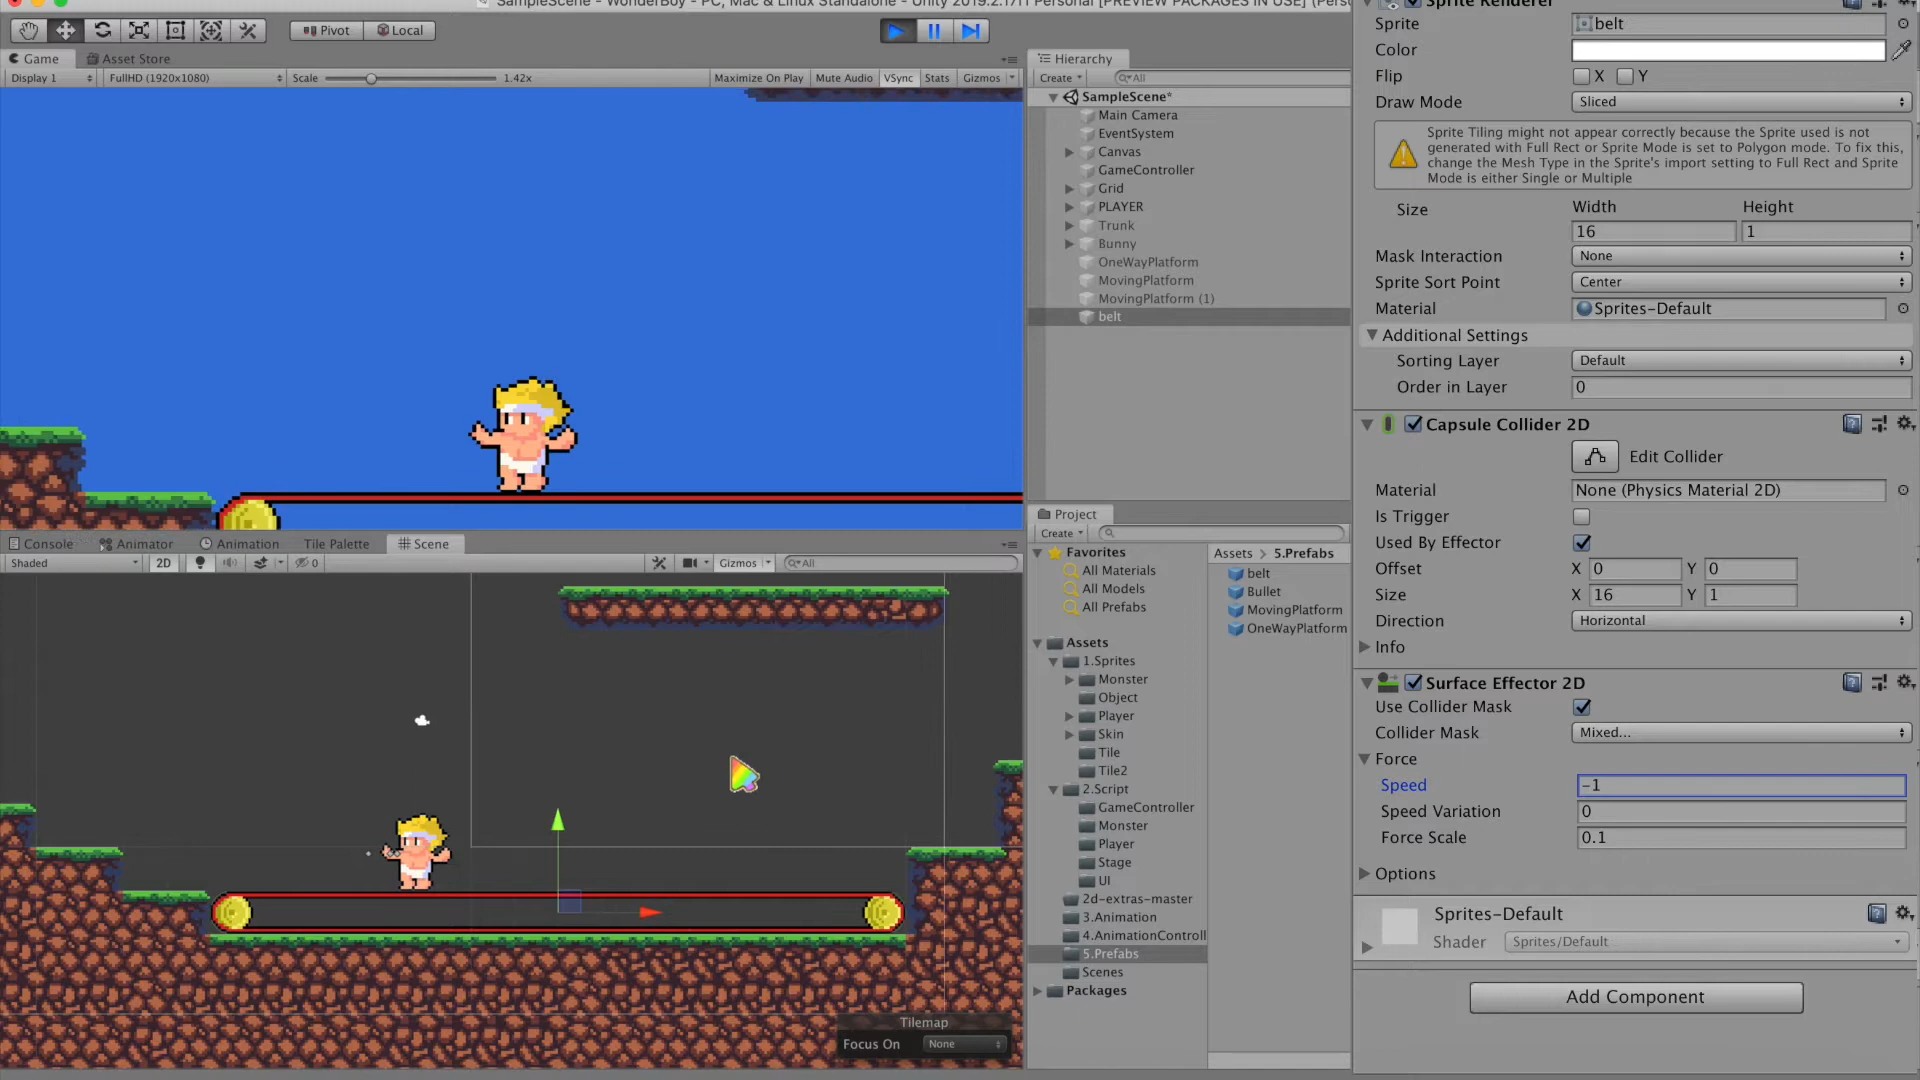 SampleScene - WonderBoy - PC, Mac & Linux Standalone - Unity 2019.2.17f1 Personal [PREVIEW PACKAGES IN USE]
Pivot
Local
Game
Asset Store
Display 1
FullHD (1920x1080)
Scale
1.42x
Maximize On Play
Mute Audio
VSync
Stats
Gizmos
Hierarchy
Create
All
SampleScene*
Main Camera
EventSystem
Canvas
GameController
Grid
PLAYER
Trunk
Bunny
OneWayPlatform
MovingPlatform
MovingPlatform (1)
belt
Console
Animator
Animation
Tile Palette
Scene
Shaded
2D
0
Gizmos
All
Tilemap
Focus On
None
Project
Create
Favorites
All Materials
All Models
All Prefabs
Assets
1.Sprites
Monster
Object
Player
Skin
Tile
Tile2
2.Script
GameController
Monster
Player
Stage
UI
2d-extras-master
3.Animation
4.AnimationControll
5.Prefabs
Scenes
Packages
Assets > 5.Prefabs
belt
Bullet
MovingPlatform
OneWayPlatform
Sprite Renderer
Sprite
belt
Color
Flip
X
Y
Draw Mode
Sliced
Sprite Tiling might not appear correctly because the Sprite used is not
generated with Full Rect or Sprite Mode is set to Polygon mode. To fix this,
change the Mesh Type in the Sprite's import setting to Full Rect and Sprite
Mode is either Single or Multiple
Size
Width
Height
16
1
Mask Interaction
None
Sprite Sort Point
Center
Material
Sprites-Default
Additional Settings
Sorting Layer
Default
Order in Layer
0
Capsule Collider 2D
Edit Collider
Material
None (Physics Material 2D)
Is Trigger
Used By Effector
Offset
X 0
Y 0
Size
X 16
Y 1
Direction
Horizontal
Info
Surface Effector 2D
Use Collider Mask
Collider Mask
Mixed...
Force
Speed
-1
Speed Variation
0
Force Scale
0.1
Options
Sprites-Default
Shader
Sprites/Default
Add Component